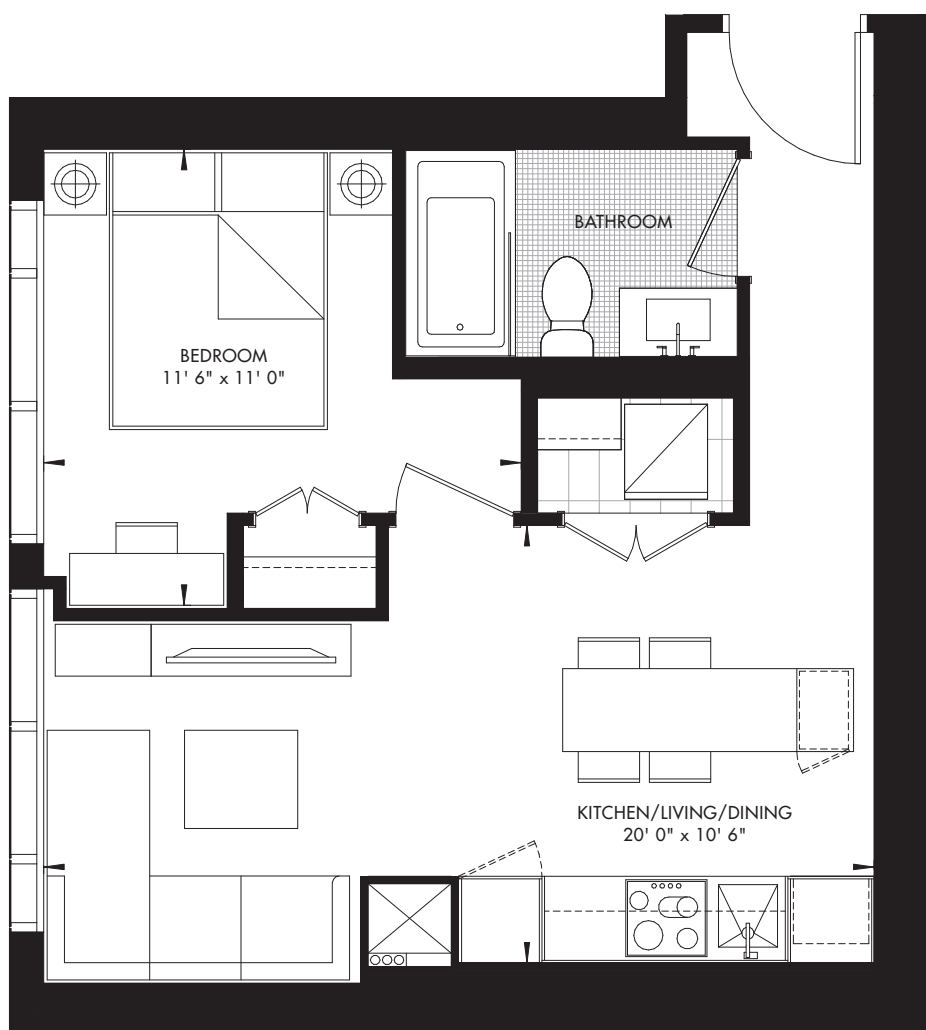 BATHROOM
BEDROOM
11' 6" x 11' 0"
KITCHEN/LIVING/DINING
20' 0" x 10' 6"